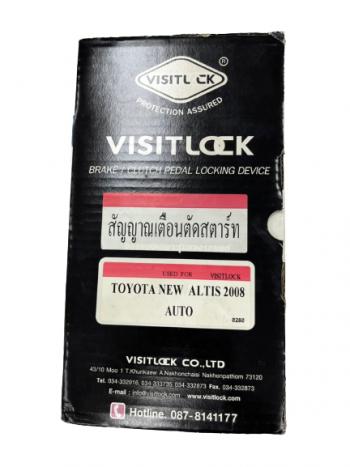 VISITLOCK
®
PROTECTION ASSURED
VISITLOCK
BRAKE / CLUTCH PEDAL LOCKING DEVICE
สัญญาณเตือนตัดสตาร์ท
USED FOR VISITLOCK
TOYOTA NEW ALTIS 2008
AUTO
8280
VISITLOCK CO.,LTD
43/10 Moo 1 T.Khunkaew A.Nakhonchaisi Nakhonpathom 73120
Tel. 034-332916, 034-333735, 034-332873 Fax. 034-332873
E-mail : info@visitlock.com www.visitlock.com
Hotline. 087-8141177